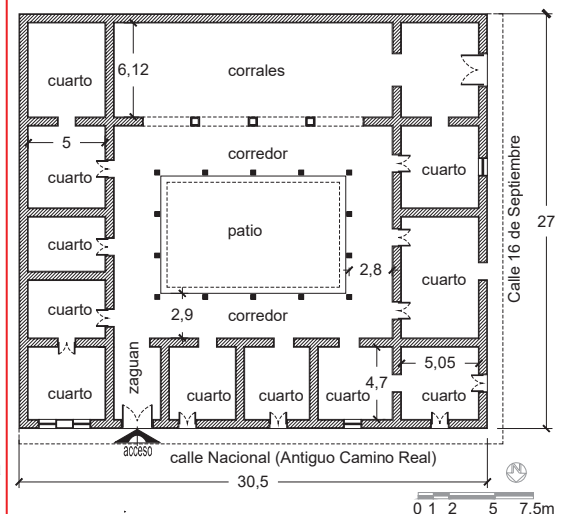 cuarto
6,12
corrales
5
cuarto
corredor
cuarto
cuarto
patio
2,8
cuarto
27
Calle 16 de Septiembre
cuarto
2,9
corredor
cuarto
zaguan
cuarto
cuarto
4,7
cuarto
5,05
cuarto
acceso
calle Nacional (Antiguo Camino Real)
30,5
N
0 1 2 5 7.5m